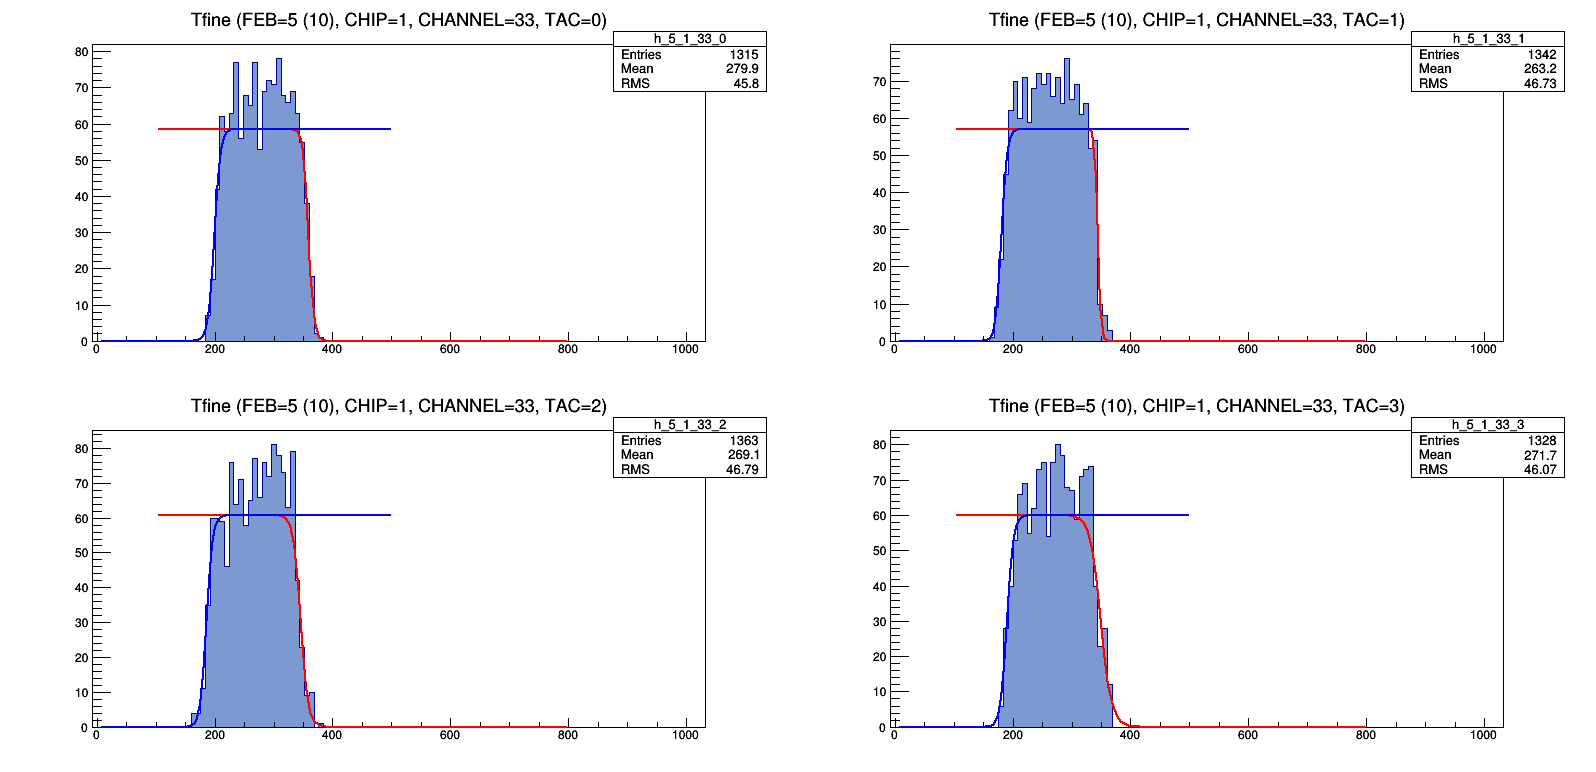 Tfine (FEB=5 (10), CHIP=1, CHANNEL=33, TAC=0)
h_5_1_33_0
Entries 1315
Mean 279.9
RMS 45.8
80
70
60
50
40
30
20
10
0
0 200 400 600 800 1000
Tfine (FEB=5 (10), CHIP=1, CHANNEL=33, TAC=1)
h_5_1_33_1
Entries 1342
Mean 263.2
RMS 46.73
70
60
50
40
30
20
10
0
0 200 400 600 800 1000
Tfine (FEB=5 (10), CHIP=1, CHANNEL=33, TAC=2)
h_5_1_33_2
Entries 1363
Mean 269.1
RMS 46.79
80
70
60
50
40
30
20
10
0
0 200 400 600 800 1000
Tfine (FEB=5 (10), CHIP=1, CHANNEL=33, TAC=3)
h_5_1_33_3
Entries 1328
Mean 271.7
RMS 46.07
80
70
60
50
40
30
20
10
0
0 200 400 600 800 1000